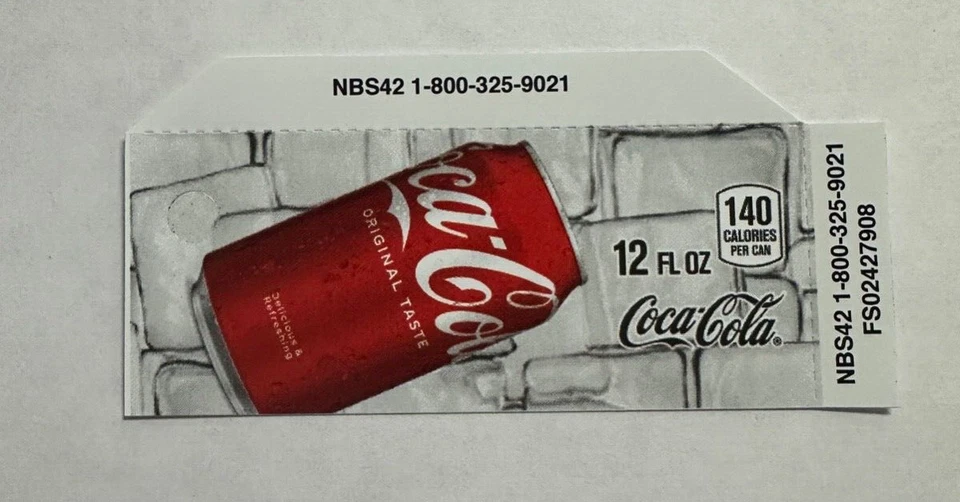 NBS42 1-800-325-9021
Coca-Co
ORIGINAL TASTE
Delicious &
Refreshing
12 FL OZ
140
CALORIES
PER CAN
Coca-Cola®
NBS42 1-800-325-9021
FS02427908